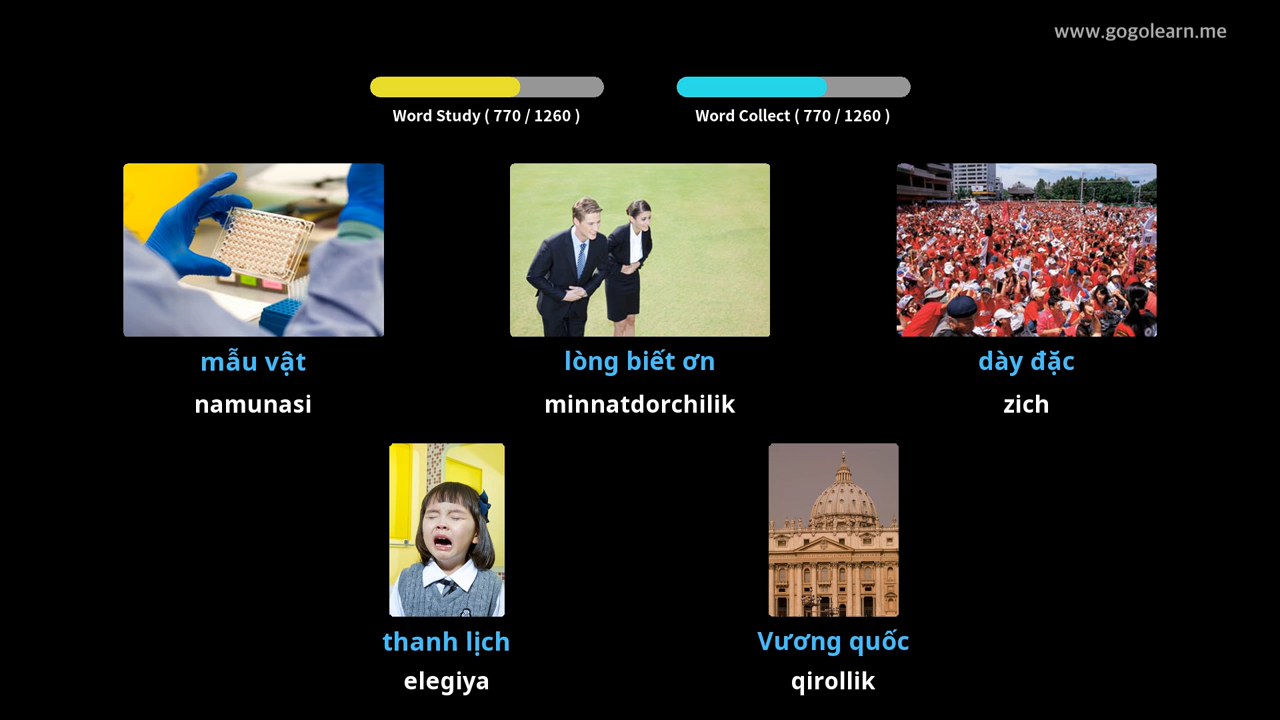 www.gogolearn.me
Word Study ( 770 / 1260 )
Word Collect ( 770 / 1260 )
mẫu vật
namunasi
lòng biết ơn
minnatdorchilik
dày đặc
zich
thanh lịch
elegiya
Vương quốc
qirollik